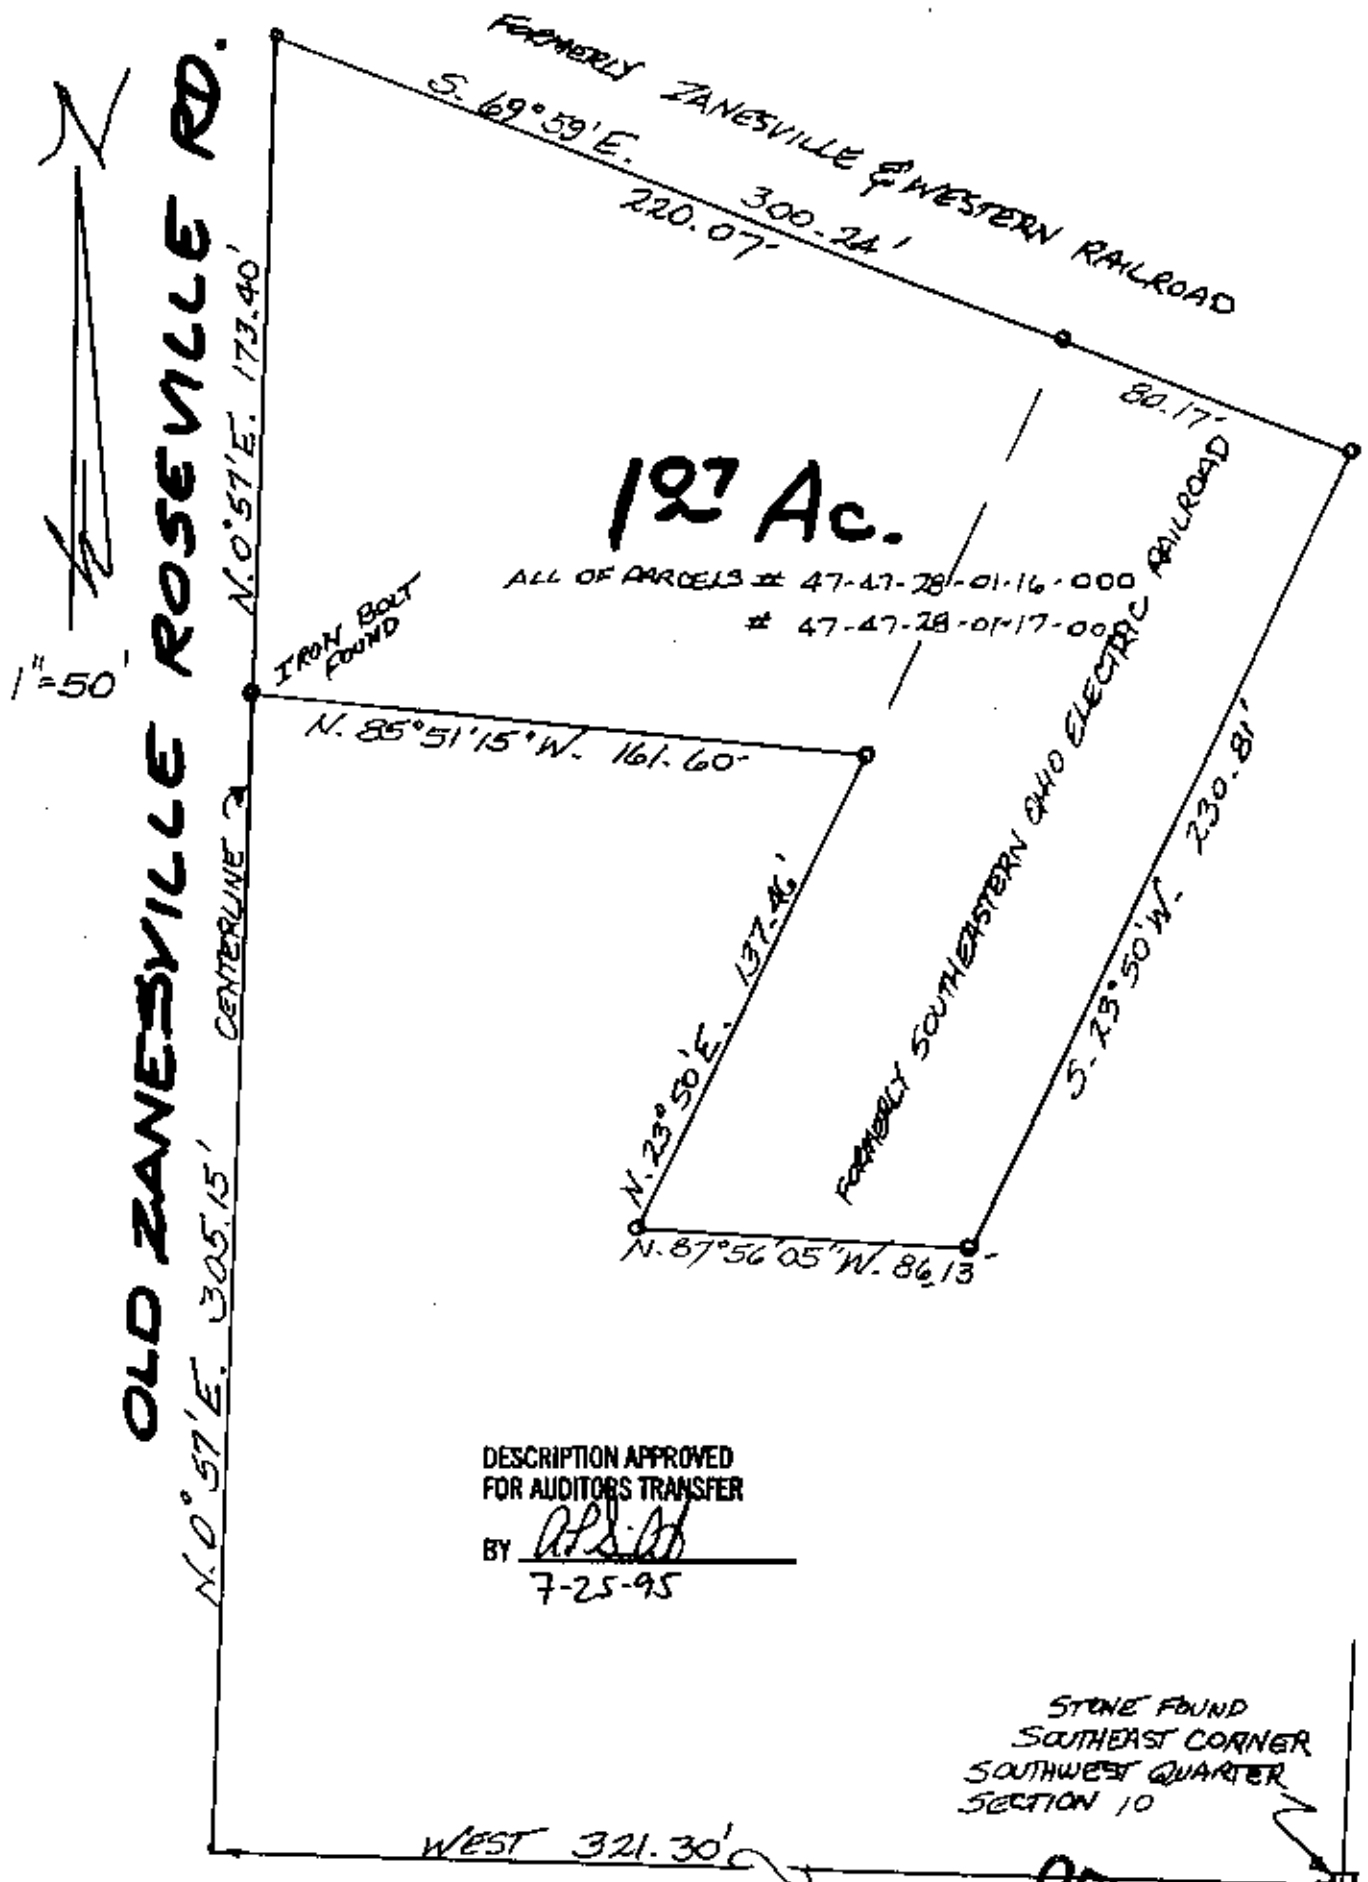 FORMERLY ZANESVILLE & WESTERN RAILROAD
S. 69°59'E. 300.24'
220.07'
80.17'
N
OLD ZANESVILLE ROSEVILLE RD.
N. 0°57'E. 173.40'
1"=50'
1.27 Ac.
ALL OF PARCELS # 47-47-28-01-16-000
# 47-47-28-01-17-000
IRON BOLT
FOUND
N. 85°51'15"W. 161.60'
CENTERLINE
N. 23°50'E. 137.46'
FORMERLY SOUTHEASTERN OHIO ELECTRIC RAILROAD
S. 23°50'W. 230.81'
N. 87°56'05"W. 86.13'
N. 0°57'E. 305.15'
DESCRIPTION APPROVED
FOR AUDITORS TRANSFER
BY
7-25-95
STONE FOUND
SOUTHEAST CORNER
SOUTHWEST QUARTER
SECTION 10
WEST 321.30'